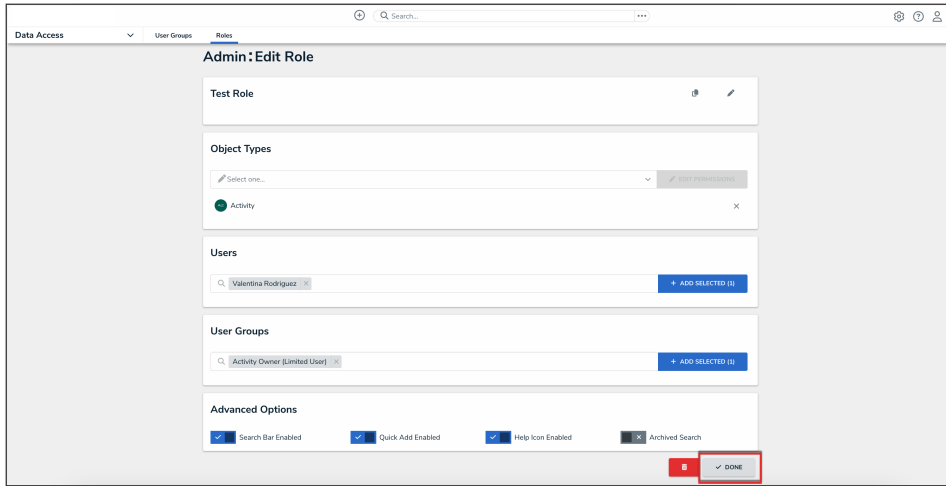 Search...
Data Access User Groups Roles
Admin:Edit Role
Test Role
Object Types
Select one... EDIT PERMISSIONS
Activity
Users
Valentina Rodriguez × + ADD SELECTED (1)
User Groups
Activity Owner (Limited User) × + ADD SELECTED (1)
Advanced Options
Search Bar Enabled Quick Add Enabled Help Icon Enabled Archived Search
DONE